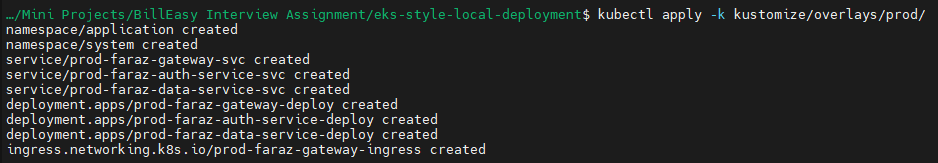 …/Mini Projects/BillEasy Interview Assignment/eks-style-local-deployment$ kubectl apply -k kustomize/overlays/prod/
namespace/application created
namespace/system created
service/prod-faraz-gateway-svc created
service/prod-faraz-auth-service-svc created
service/prod-faraz-data-service-svc created
deployment.apps/prod-faraz-gateway-deploy created
deployment.apps/prod-faraz-auth-service-deploy created
deployment.apps/prod-faraz-data-service-deploy created
ingress.networking.k8s.io/prod-faraz-gateway-ingress created